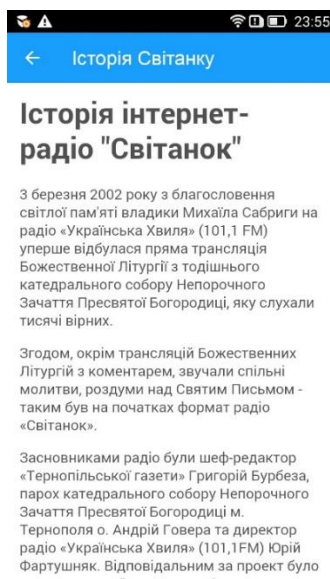 23:55
Історія Світанку
Історія інтернет-
радіо "Світанок"
3 березня 2002 року з благословення
світлої пам'яті владики Михаїла Сабриги на
радіо «Українська Хвиля» (101,1 FM)
уперше відбулася пряма трансляція
Божественної Літургії з тодішнього
катедрального собору Непорочного
Зачаття Пресвятої Богородиці, яку слухали
тисячі вірних.
Згодом, окрім трансляцій Божественних
Літургій з коментарем, звучали спільні
молитви, роздуми над Святим Письмом -
таким був на початках формат радіо
«Світанок».
Засновниками радіо були шеф-редактор
«Тернопільської газети» Григорій Бурбеза,
парох катедрального собору Непорочного
Зачаття Пресвятої Богородиці м.
Тернополя о. Андрій Говера та директор
радіо «Українська Хвиля» (101,1FM) Юрій
Фартушняк. Відповідальним за проект було